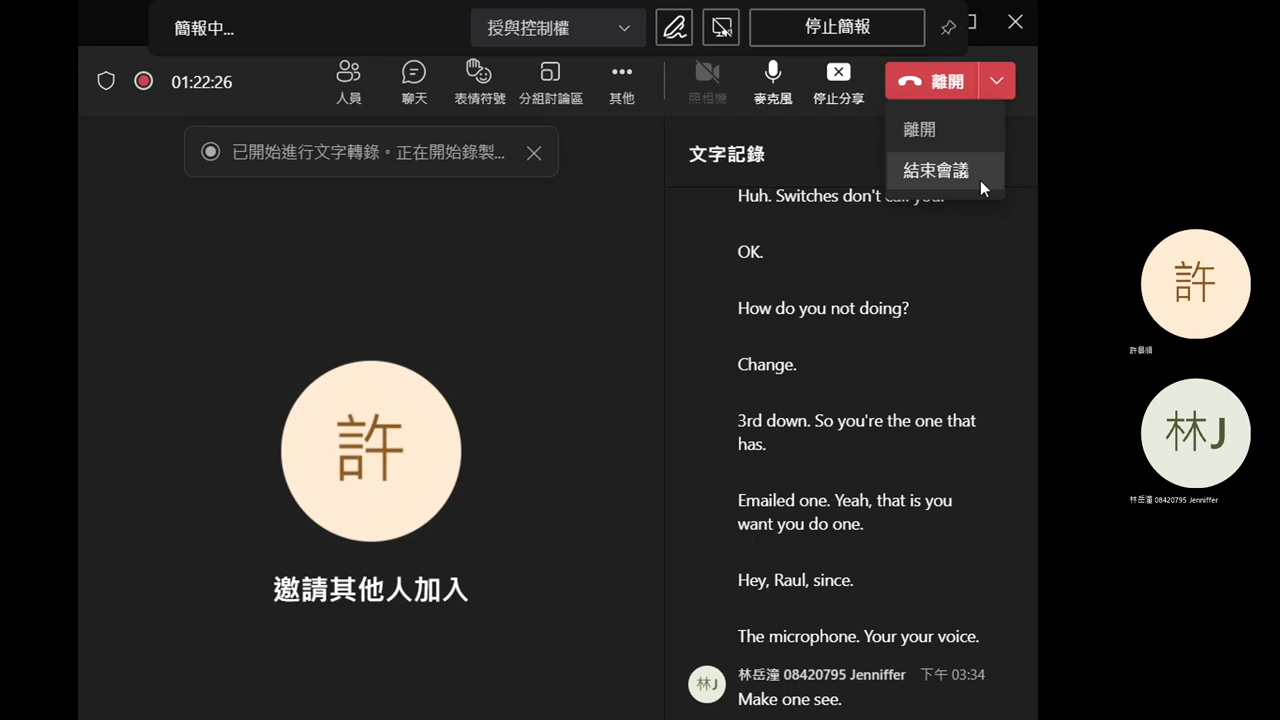 簡報中...
授與控制權
停止簡報
01:22:26
人員
聊天
表情符號
分組討論區
其他
照相機
麥克風
停止分享
離開
離開
結束會議
已開始進行文字轉錄。正在開始錄製...
文字記錄
Huh. Switches don't call you.
OK.
How do you not doing?
Change.
3rd down. So you're the one that
has.
Emailed one. Yeah, that is you
want you do one.
Hey, Raul, since.
The microphone. Your your voice.
林J
林岳潼 08420795 Jenniffer 下午 03:34
Make one see.
許
邀請其他人加入
許
許景順
林J
林岳潼 08420795 Jenniffer